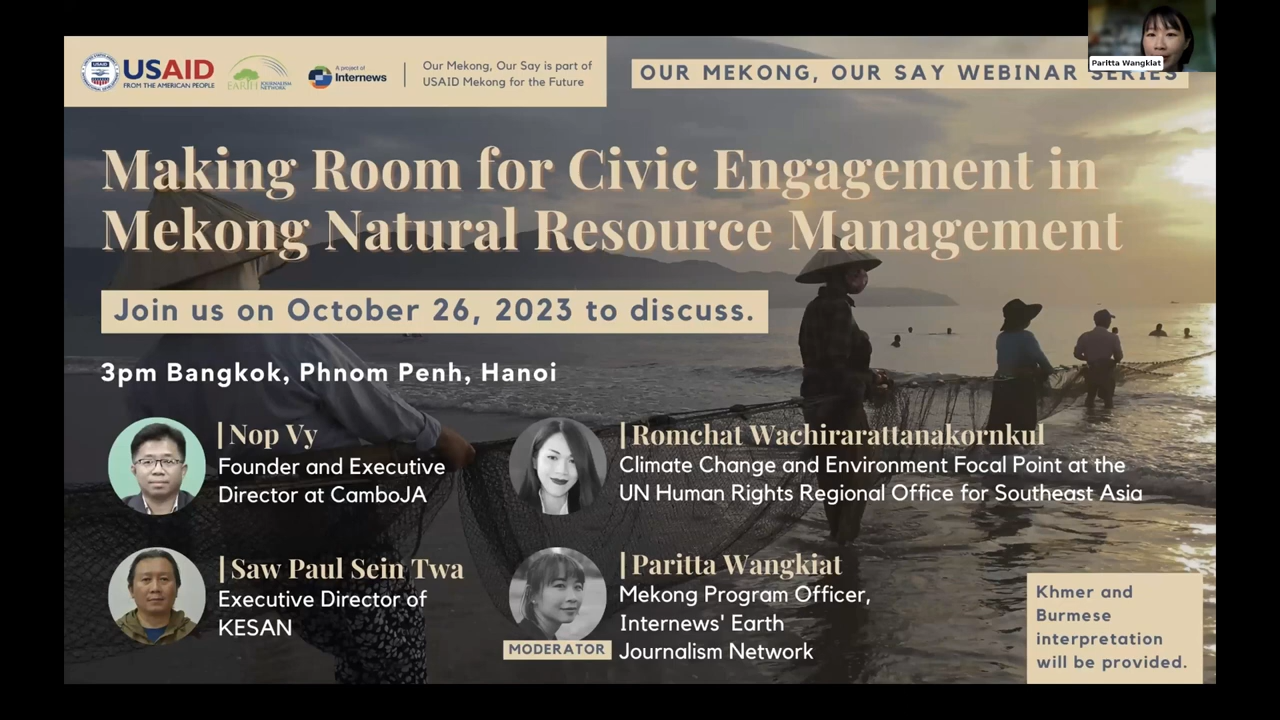 USAID
FROM THE AMERICAN PEOPLE
EARTH JOURNALISM
NETWORK
A project of
Internews
Our Mekong, Our Say is part of
USAID Mekong for the Future
OUR MEKONG, OUR SAY WEBINAR SERIES
Paritta Wangkiat
Making Room for Civic Engagement in
Mekong Natural Resource Management
Join us on October 26, 2023 to discuss.
3pm Bangkok, Phnom Penh, Hanoi
Nop Vy
Founder and Executive
Director at CamboJA
Romchat Wachirarattanakornkul
Climate Change and Environment Focal Point at the
UN Human Rights Regional Office for Southeast Asia
Saw Paul Sein Twa
Executive Director of
KESAN
Paritta Wangkiat
Mekong Program Officer,
Internews' Earth
Journalism Network
MODERATOR
Khmer and
Burmese
interpretation
will be provided.